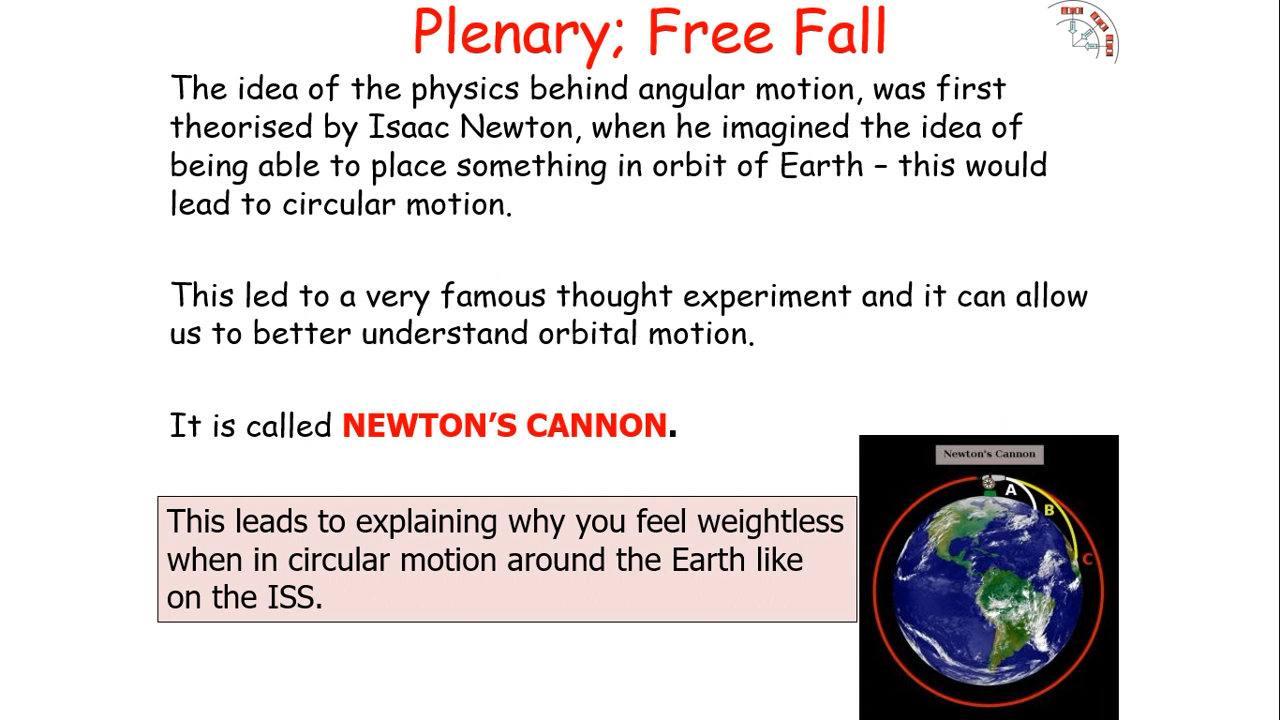 Plenary; Free Fall
The idea of the physics behind angular motion, was first
theorised by Isaac Newton, when he imagined the idea of
being able to place something in orbit of Earth – this would
lead to circular motion.
This led to a very famous thought experiment and it can allow
us to better understand orbital motion.
It is called NEWTON’S CANNON.
This leads to explaining why you feel weightless
when in circular motion around the Earth like
on the ISS.
Newton's Cannon
A
B
C